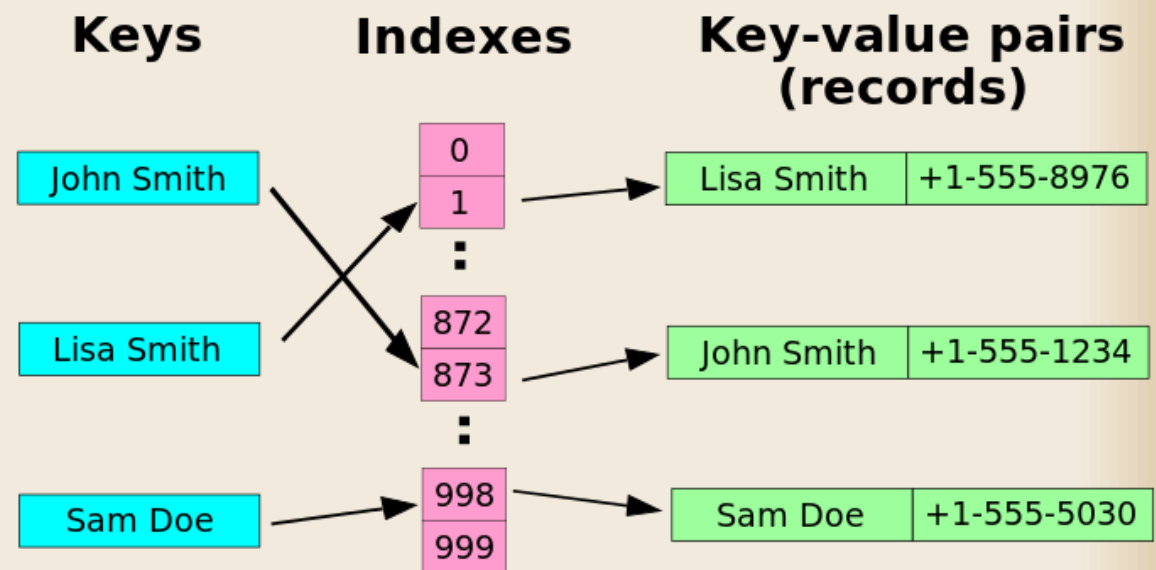 Keys
Indexes
Key-value pairs
(records)
John Smith
Lisa Smith
Sam Doe
0
1
:
872
873
:
998
999
Lisa Smith +1-555-8976
John Smith +1-555-1234
Sam Doe +1-555-5030